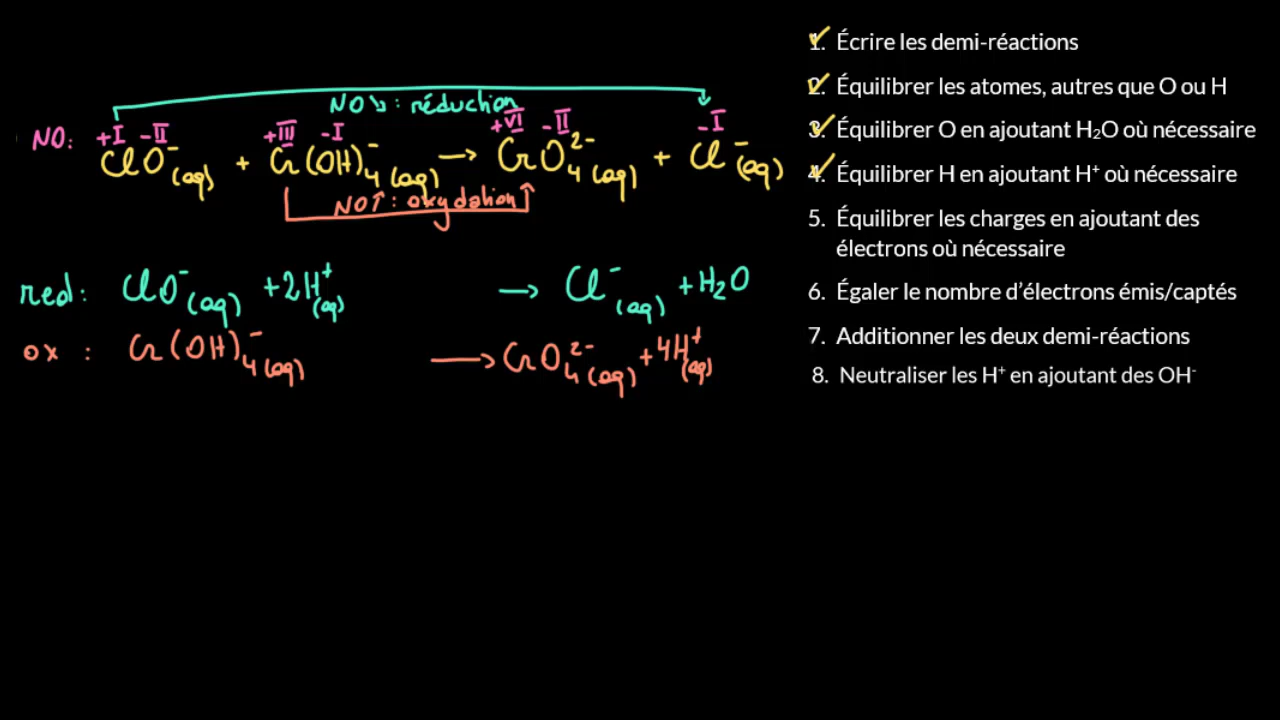 NO↘ : réduction
NO: +I -II +III -I +VI -II -I
ClO⁻(aq) + Cr(OH)₄⁻(aq) → CrO₄²⁻(aq) + Cl⁻(aq)
NO↑ : oxydation
red: ClO⁻(aq) + 2H⁺(aq) → Cl⁻(aq) + H₂O
ox : Cr(OH)₄⁻(aq) → CrO₄²⁻(aq) + 4H⁺(aq)
1. Écrire les demi-réactions
2. Équilibrer les atomes, autres que O ou H
3. Équilibrer O en ajoutant H₂O où nécessaire
4. Équilibrer H en ajoutant H⁺ où nécessaire
5. Équilibrer les charges en ajoutant des
électrons où nécessaire
6. Égaler le nombre d'électrons émis/captés
7. Additionner les deux demi-réactions
8. Neutraliser les H⁺ en ajoutant des OH⁻